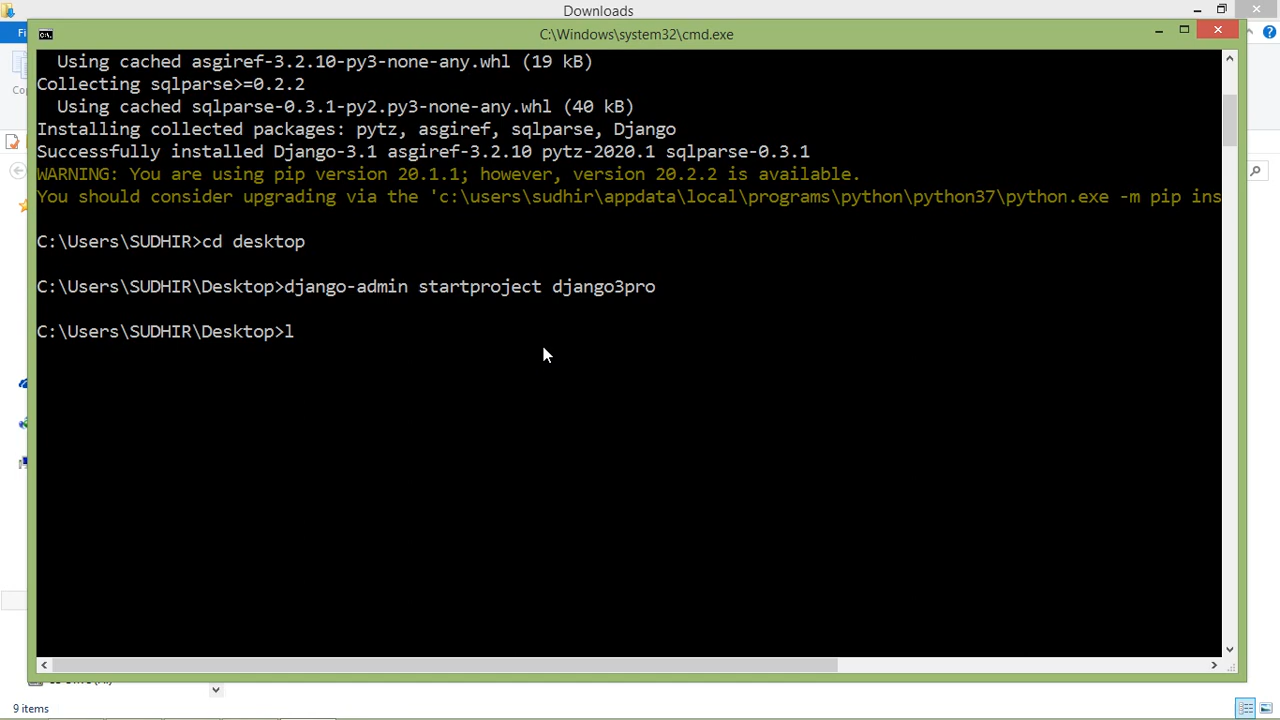 Downloads
Fi
C:\Windows\system32\cmd.exe
Using cached asgiref-3.2.10-py3-none-any.whl (19 kB)
Collecting sqlparse>=0.2.2
Using cached sqlparse-0.3.1-py2.py3-none-any.whl (40 kB)
Installing collected packages: pytz, asgiref, sqlparse, Django
Successfully installed Django-3.1 asgiref-3.2.10 pytz-2020.1 sqlparse-0.3.1
WARNING: You are using pip version 20.1.1; however, version 20.2.2 is available.
You should consider upgrading via the 'c:\users\sudhir\appdata\local\programs\python\python37\python.exe -m pip ins
C:\Users\SUDHIR>cd desktop
C:\Users\SUDHIR\Desktop>django-admin startproject django3pro
C:\Users\SUDHIR\Desktop>l
9 items